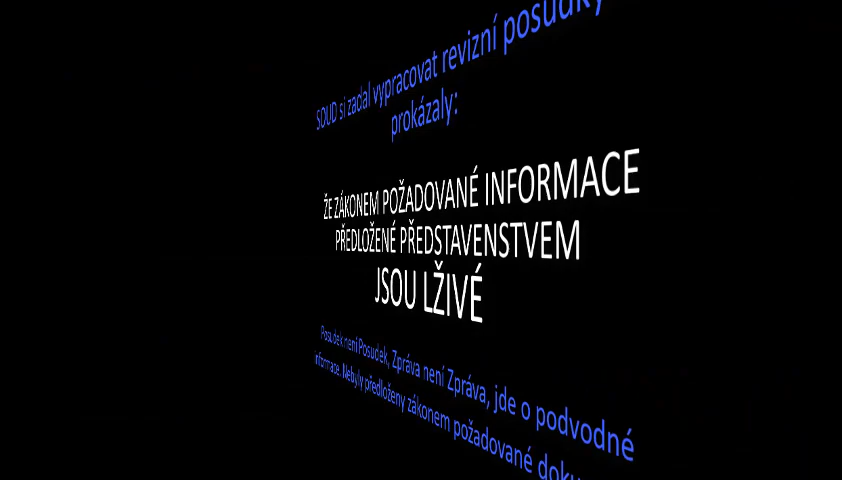 SOUD si zadal vypracovat revizní posudky
prokázaly:
ŽE ZÁKONEM POŽADOVANÉ INFORMACE
PŘEDLOŽENÉ PŘEDSTAVENSTVEM
JSOU LŽIVÉ
Posudek není Posudek, Zpráva není Zpráva, jde o podvodné
informace. Nebyly předloženy zákonem požadované